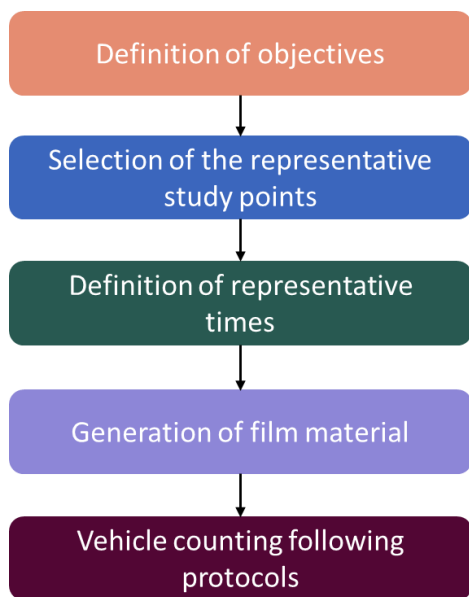 Definition of objectives
Selection of the representative
study points
Definition of representative
times
Generation of film material
Vehicle counting following
protocols